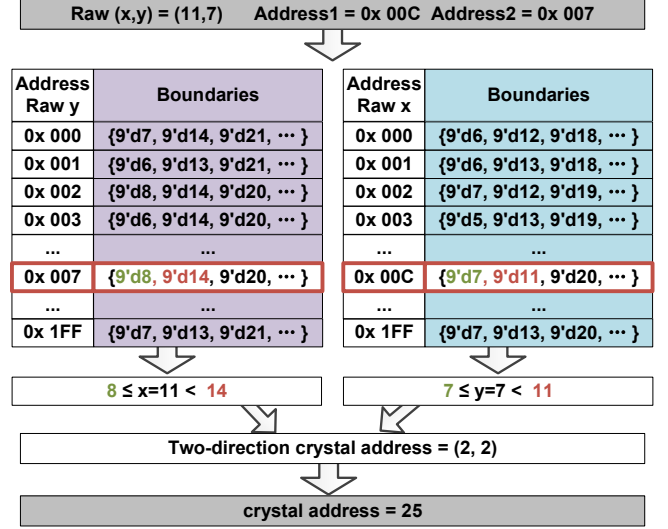 Raw (x,y) = (11,7) Address1 = 0x 00C Address2 = 0x 007
Address Raw y Boundaries
0x 000 {9'd7, 9'd14, 9'd21, ··· }
0x 001 {9'd6, 9'd13, 9'd21, ··· }
0x 002 {9'd8, 9'd14, 9'd20, ··· }
0x 003 {9'd6, 9'd14, 9'd20, ··· }
... ...
0x 007 {9'd8, 9'd14, 9'd20, ··· }
... ...
0x 1FF {9'd7, 9'd13, 9'd21, ··· }
8 ≤ x=11 < 14
Address Raw x Boundaries
0x 000 {9'd6, 9'd12, 9'd18, ··· }
0x 001 {9'd6, 9'd13, 9'd18, ··· }
0x 002 {9'd7, 9'd12, 9'd19, ··· }
0x 003 {9'd5, 9'd13, 9'd19, ··· }
... ...
0x 00C {9'd7, 9'd11, 9'd20, ··· }
... ...
0x 1FF {9'd7, 9'd13, 9'd20, ··· }
7 ≤ y=7 < 11
Two-direction crystal address = (2, 2)
crystal address = 25